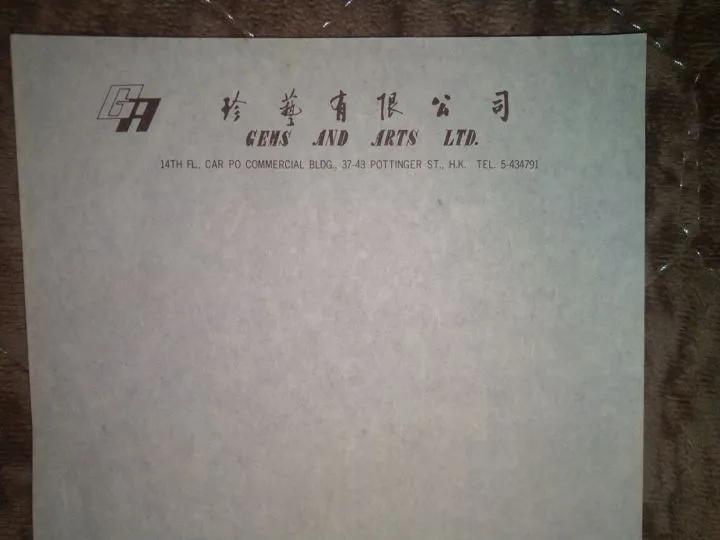 GA
珍藝有限公司
GEMS AND ARTS LTD.
14TH FL., CAR PO COMMERCIAL BLDG., 37-43 POTTINGER ST., H.K. TEL. 5-434791